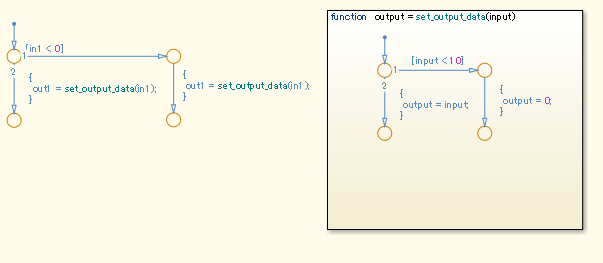 [in1 < 0]
1
2
{
out1 = set_output_data(in1);
}
{
out1 = set_output_data(in1);
}
function output = set_output_data(input)
[input < 10]
1
2
{
output = input;
}
{
output = 0;
}